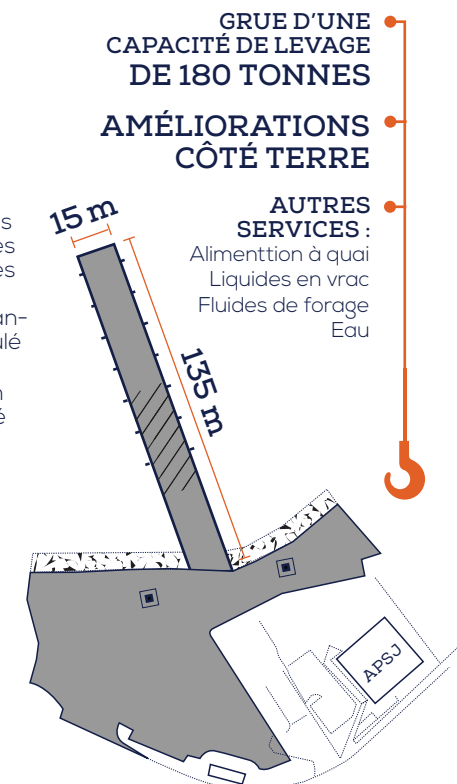 GRUE D'UNE
CAPACITÉ DE LEVAGE
DE 180 TONNES
AMÉLIORATIONS
CÔTÉ TERRE
AUTRES
SERVICES :
Alimenttion à quai
Liquides en vrac
Fluides de forage
Eau
15 m
135 m
APSJ